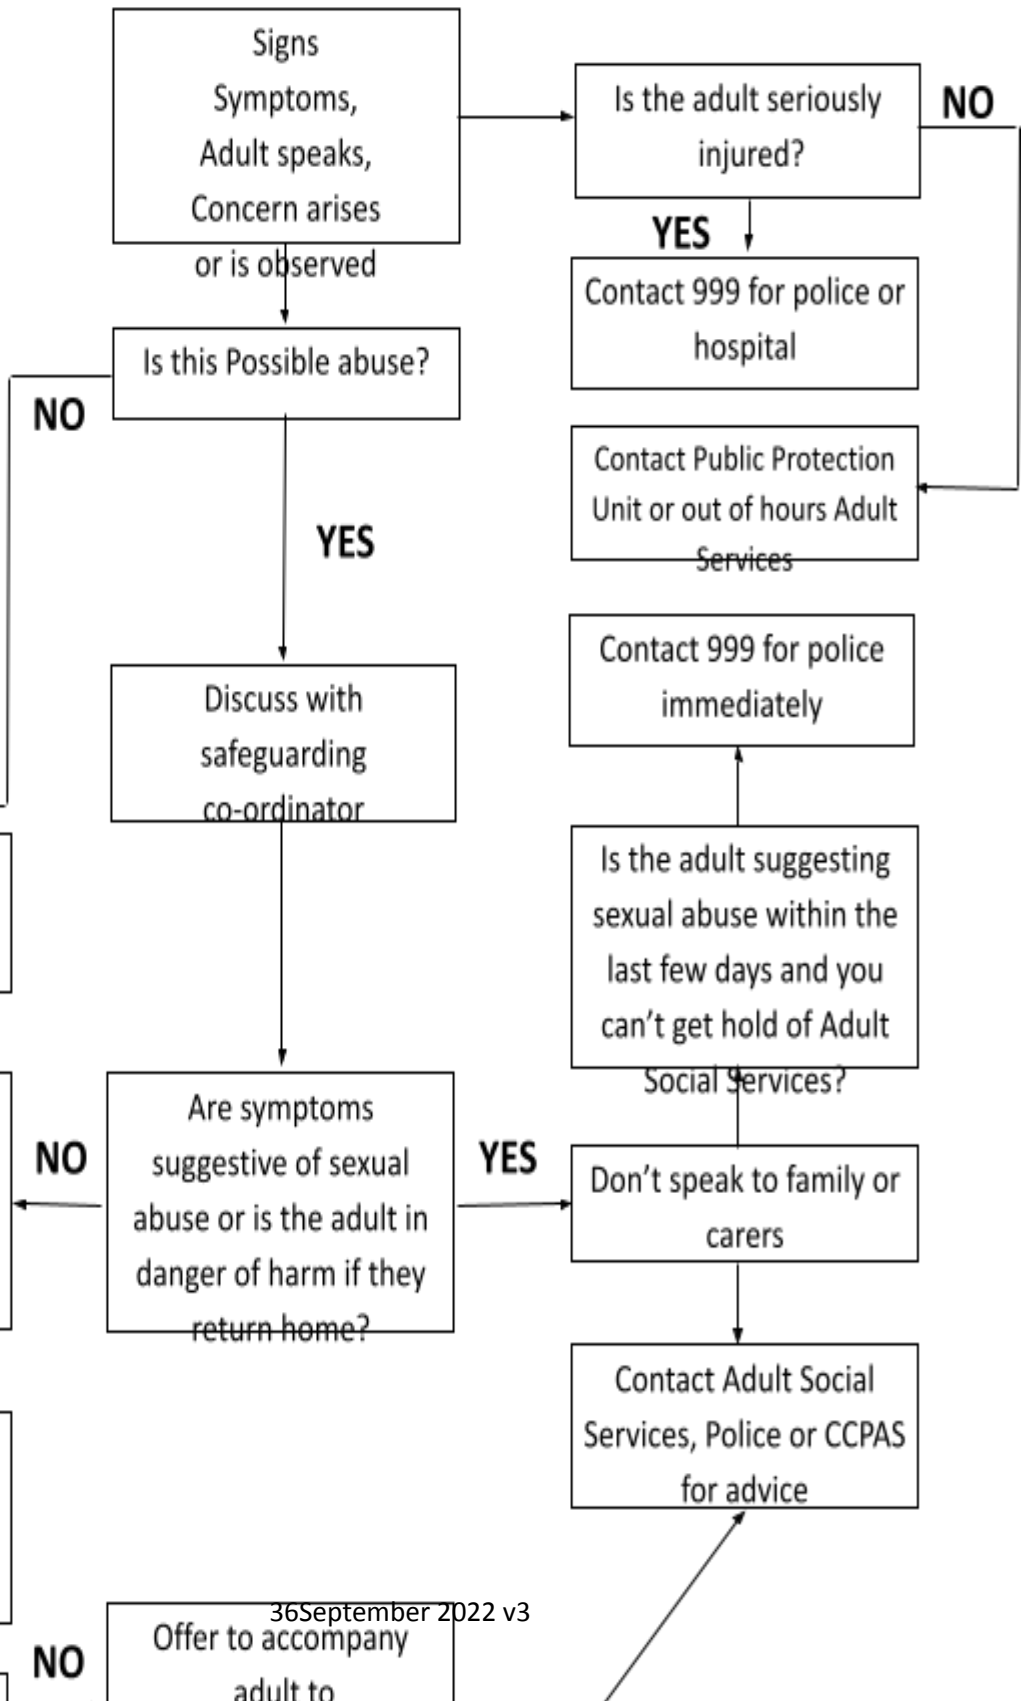 Signs
Symptoms,
Adult speaks,
Concern arises
or is observed
Is the adult seriously
injured?
NO
YES
Contact 999 for police or
hospital
Is this Possible abuse?
NO
Contact Public Protection
Unit or out of hours Adult
Services
YES
Contact 999 for police
immediately
Discuss with
safeguarding
co-ordinator
Is the adult suggesting
sexual abuse within the
last few days and you
can't get hold of Adult
Social Services?
Are symptoms
suggestive of sexual
abuse or is the adult in
danger of harm if they
return home?
NO
YES
Don't speak to family or
carers
Contact Adult Social
Services, Police or CCPAS
for advice
36September 2022 v3
Offer to accompany
adult to
NO